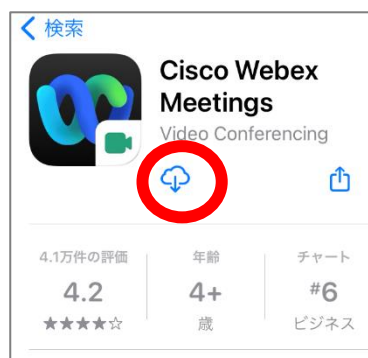 検索
Cisco Webex
Meetings
Video Conferencing
4.1万件の評価 年齢 チャート
4.2 4+ #6
★★★★☆ 歳 ビジネス